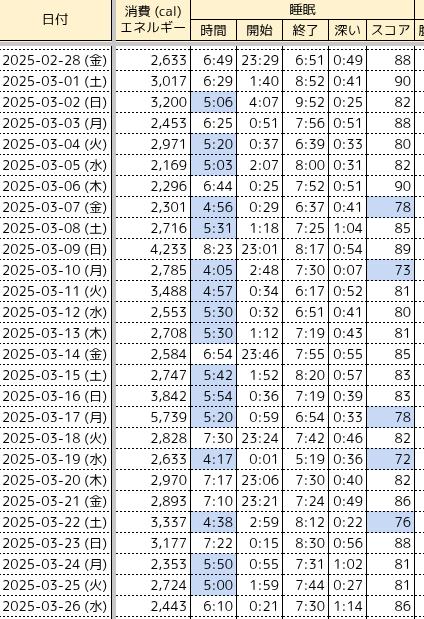 日付 消費 (cal) エネルギー 睡眠
時間 開始 終了 深い スコア
2025-02-28 (金) 2,633 6:49 23:29 6:51 0:49 88
2025-03-01 (土) 3,017 6:29 1:40 8:52 0:41 90
2025-03-02 (日) 3,200 5:06 4:07 9:52 0:25 82
2025-03-03 (月) 2,453 6:25 0:51 7:56 0:51 88
2025-03-04 (火) 2,971 5:20 0:37 6:39 0:33 80
2025-03-05 (水) 2,169 5:03 2:07 8:00 0:31 82
2025-03-06 (木) 2,296 6:44 0:25 7:52 0:51 90
2025-03-07 (金) 2,301 4:56 0:29 6:37 0:41 78
2025-03-08 (土) 2,716 5:31 1:18 7:25 1:04 85
2025-03-09 (日) 4,233 8:23 23:01 8:17 0:54 89
2025-03-10 (月) 2,785 4:05 2:48 7:30 0:07 73
2025-03-11 (火) 3,488 4:57 0:34 6:17 0:52 81
2025-03-12 (水) 2,553 5:30 0:32 6:51 0:41 80
2025-03-13 (木) 2,708 5:30 1:12 7:19 0:43 81
2025-03-14 (金) 2,584 6:54 23:46 7:55 0:55 85
2025-03-15 (土) 2,747 5:42 1:52 8:20 0:57 83
2025-03-16 (日) 3,842 5:54 0:36 7:19 0:39 83
2025-03-17 (月) 5,739 5:20 0:59 6:54 0:33 78
2025-03-18 (火) 2,828 7:30 23:24 7:42 0:46 82
2025-03-19 (水) 2,633 4:17 0:01 5:19 0:36 72
2025-03-20 (木) 2,970 7:17 23:06 7:30 0:40 82
2025-03-21 (金) 2,893 7:10 23:21 7:24 0:49 86
2025-03-22 (土) 3,337 4:38 2:59 8:12 0:22 76
2025-03-23 (日) 3,177 7:22 0:15 8:30 0:56 88
2025-03-24 (月) 2,353 5:50 0:55 7:31 1:02 81
2025-03-25 (火) 2,724 5:00 1:59 7:44 0:27 81
2025-03-26 (水) 2,443 6:10 0:21 7:30 1:14 86